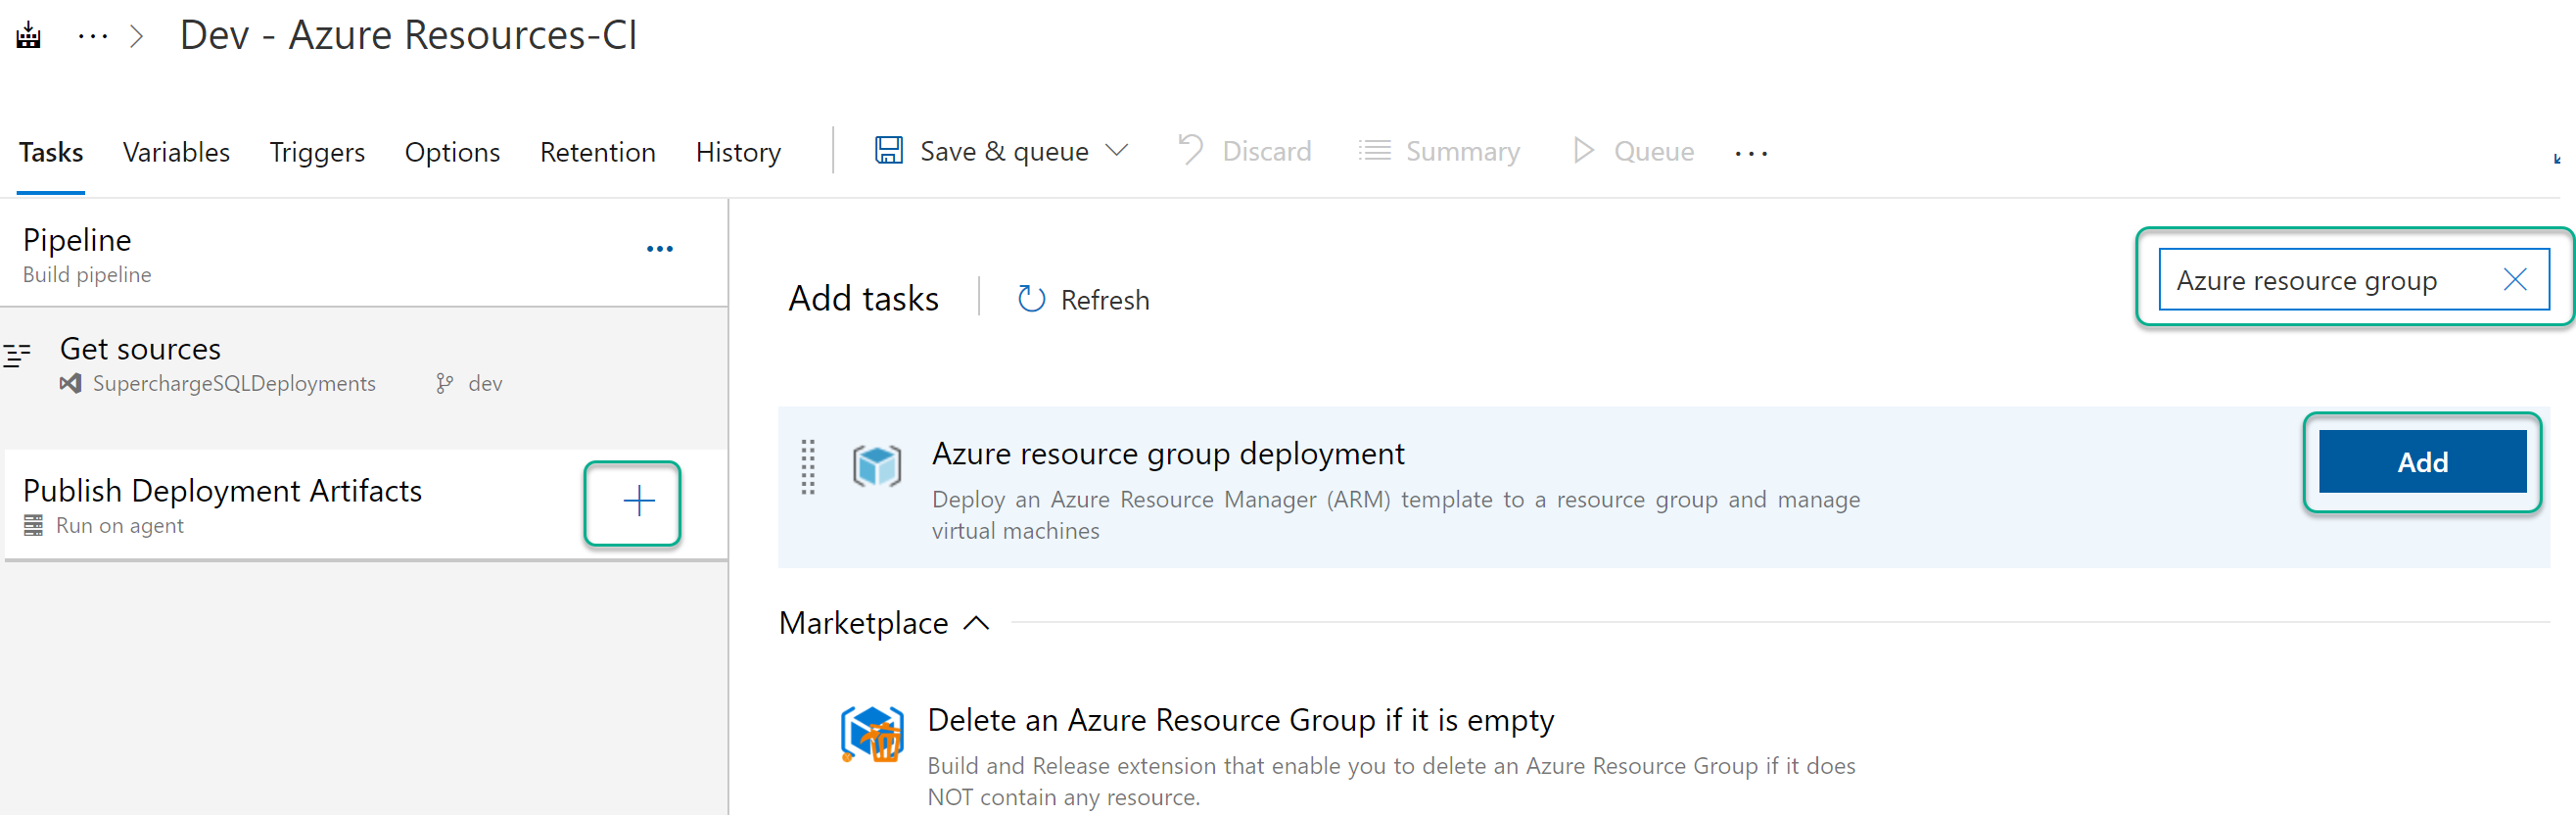 ··· > Dev - Azure Resources-CI
Tasks Variables Triggers Options Retention History Save & queue Discard Summary Queue ···
Pipeline ···
Build pipeline
Get sources
SuperchargeSQLDeployments dev
Publish Deployment Artifacts +
Run on agent
Add tasks Refresh
Azure resource group
Azure resource group deployment
Deploy an Azure Resource Manager (ARM) template to a resource group and manage
virtual machines
Add
Marketplace
Delete an Azure Resource Group if it is empty
Build and Release extension that enable you to delete an Azure Resource Group if it does
NOT contain any resource.